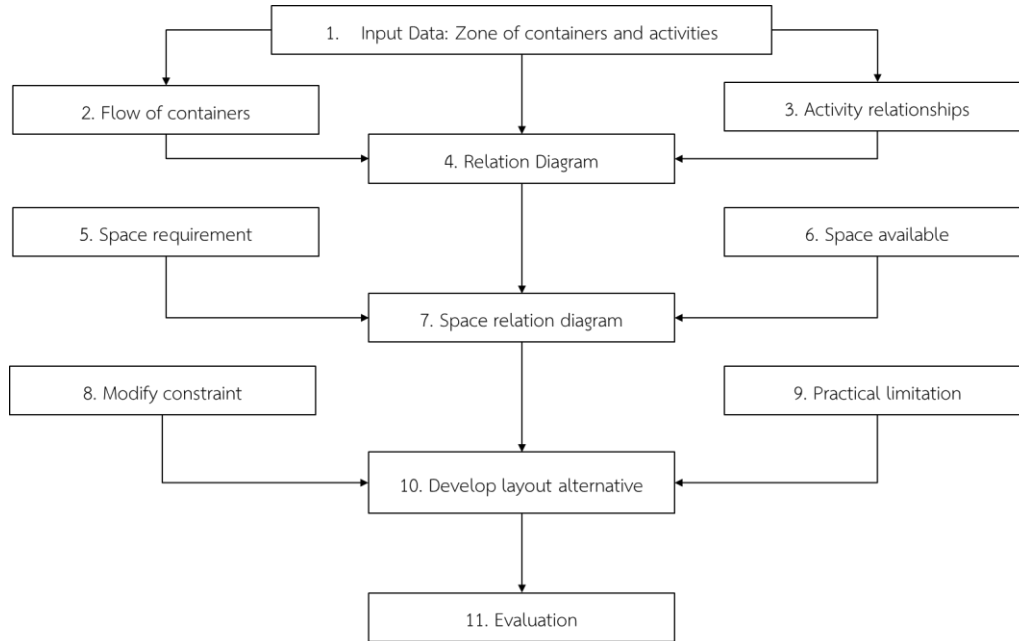 1. Input Data: Zone of containers and activities
2. Flow of containers
3. Activity relationships
4. Relation Diagram
5. Space requirement
6. Space available
7. Space relation diagram
8. Modify constraint
9. Practical limitation
10. Develop layout alternative
11. Evaluation